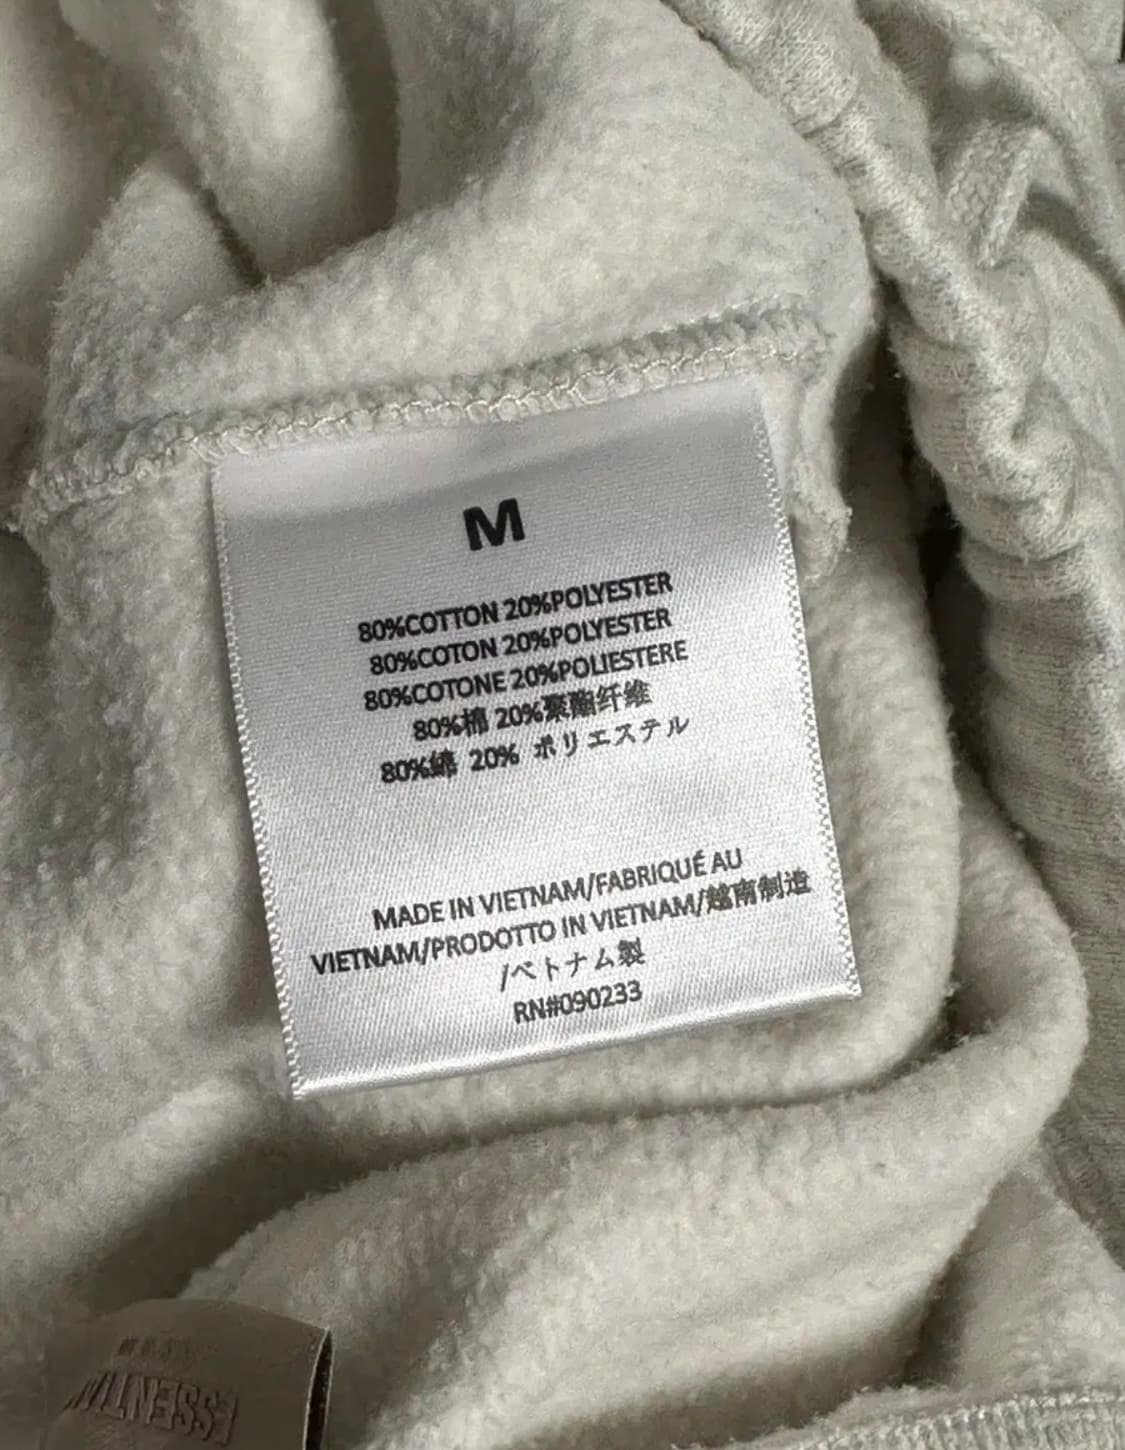 M
80%COTTON 20%POLYESTER
80%COTON 20%POLYESTER
80%COTONE 20%POLIESTERE
80%棉 20%聚酯纤维
80%綿 20% ポリエステル
MADE IN VIETNAM/FABRIQUÉ AU
VIETNAM/PRODOTTO IN VIETNAM/越南制造
/ベトナム製
RN#090233